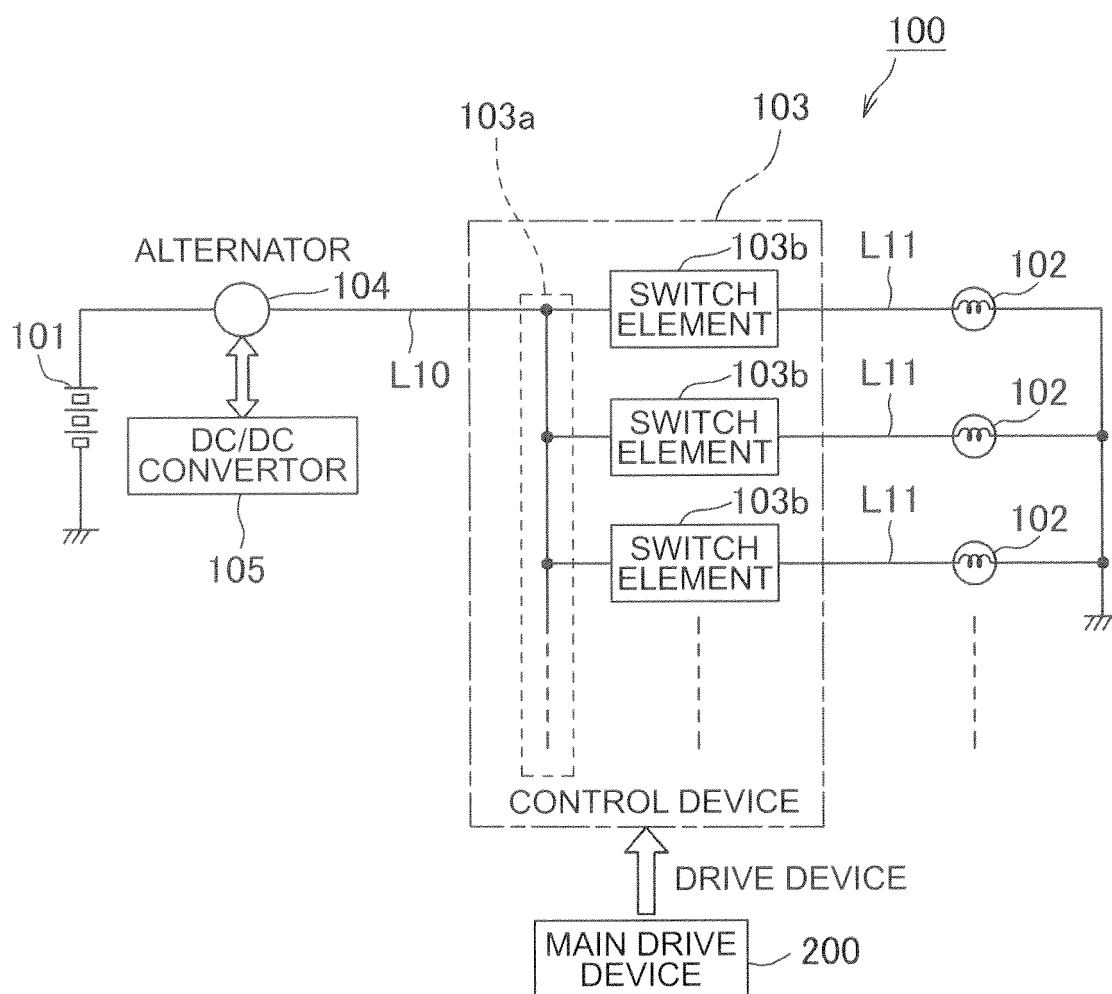 100
103a
103
ALTERNATOR
104
103b
SWITCH
ELEMENT
L11
102
101
L10
103b
SWITCH
ELEMENT
L11
102
DC/DC
CONVERTOR
105
103b
SWITCH
ELEMENT
L11
102
CONTROL DEVICE
DRIVE DEVICE
MAIN DRIVE
DEVICE
200